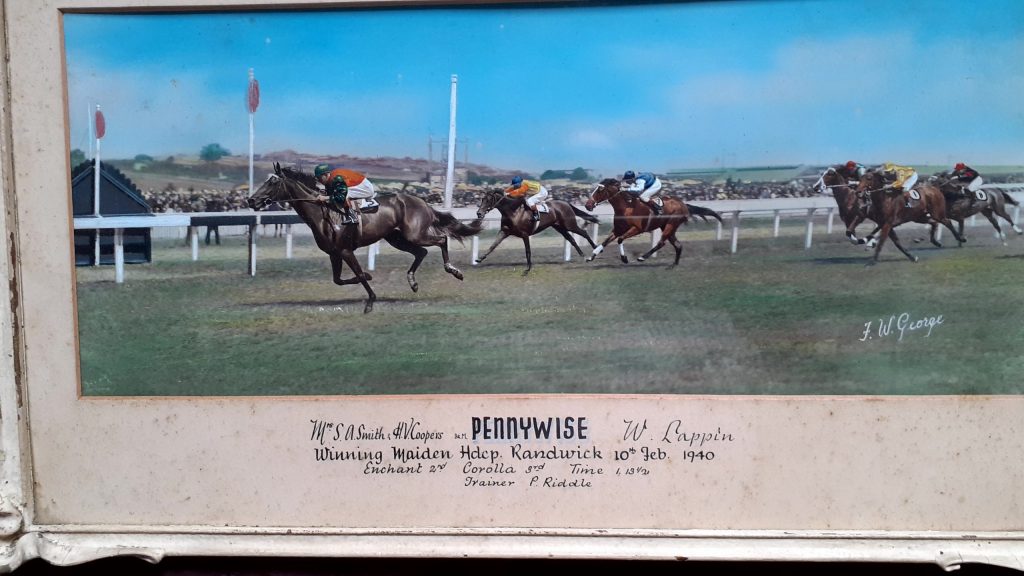 F. W. George
Mrs S. A. Smith & H V Coopers Bk.M. PENNYWISE W. Lappin
Winning Maiden Hdcp. Randwick 10th Feb. 1940
Enchant 2nd Corolla 3rd Time 1,13½
Trainer P. Riddle